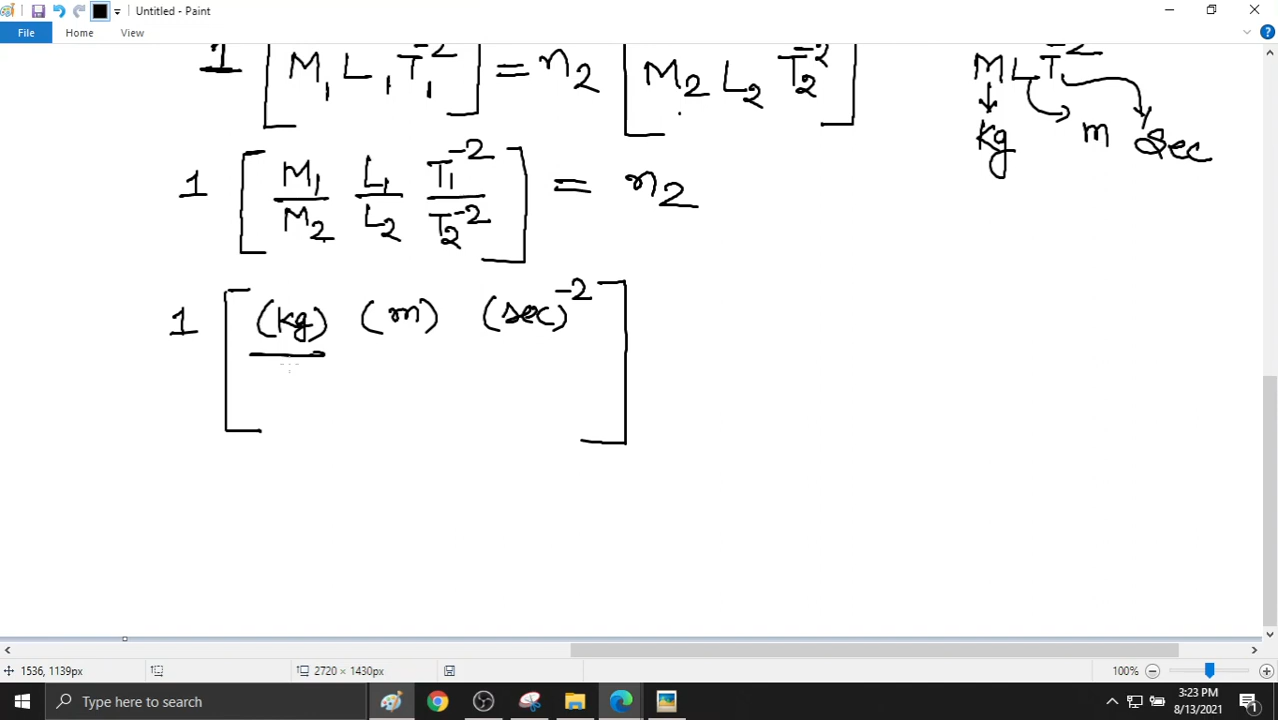 Untitled - Paint
File Home View
1 [M₁ L₁ T₁⁻²] = n₂ [M₂ L₂ T₂⁻²]
M L T⁻²
kg m sec
1 [M₁/M₂ L₁/L₂ T₁⁻²/T₂⁻²] = n₂
1 [(kg) (m) (sec)⁻²]
1536, 1139px 2720 × 1430px 100%
Type here to search
3:23 PM
8/13/2021
1